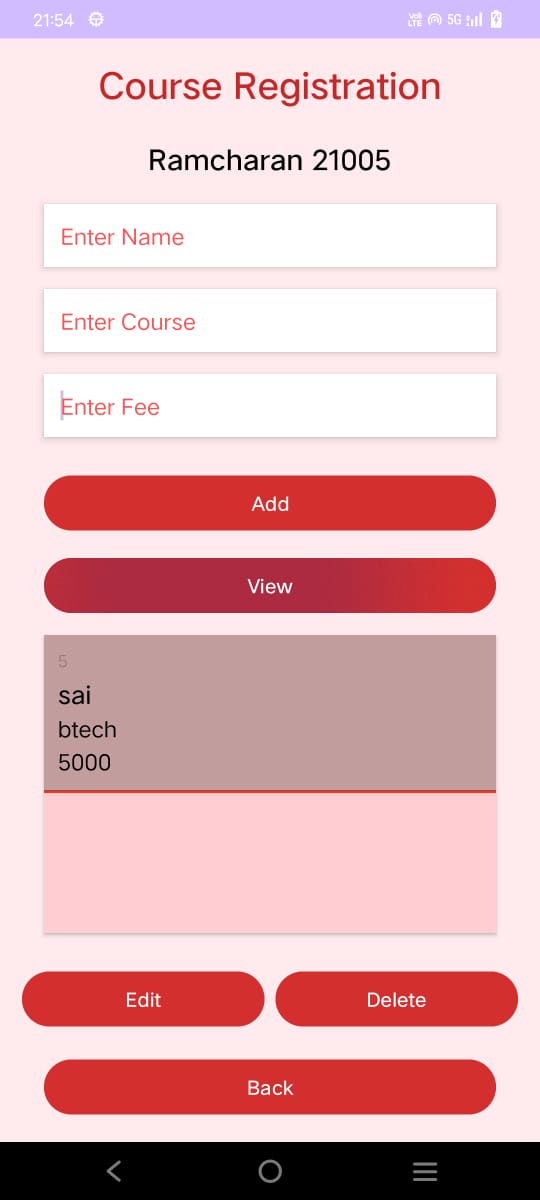 21:54 Vo) LTE 5G
Course Registration
Ramcharan 21005
Enter Name
Enter Course
Enter Fee
Add
View
5
sai
btech
5000
Edit
Delete
Back